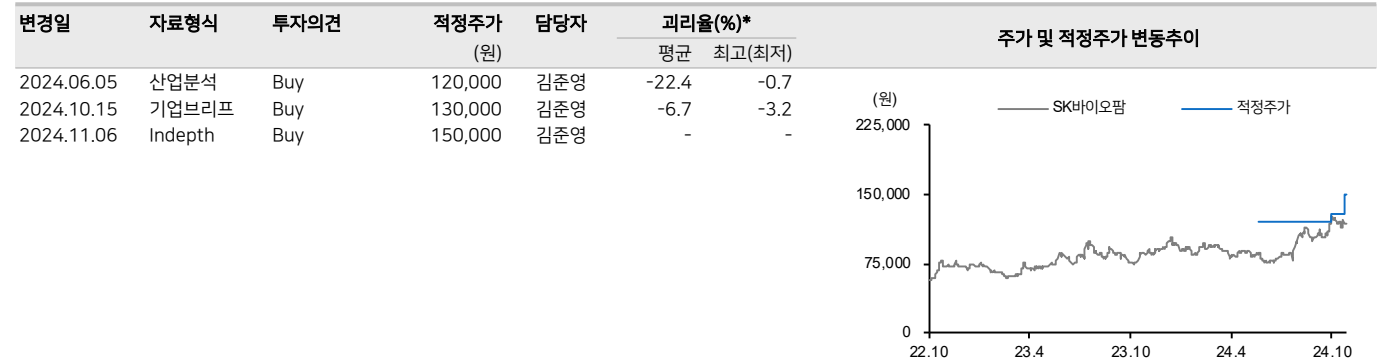 변경일 자료형식 투자의견 적정주가 담당자 괴리율(%)*
(원) 평균 최고(최저)
2024.06.05 산업분석 Buy 120,000 김준영 -22.4 -0.7
2024.10.15 기업브리프 Buy 130,000 김준영 -6.7 -3.2
2024.11.06 Indepth Buy 150,000 김준영 - -
주가 및 적정주가 변동추이
(원)
SK바이오팜 적정주가
225,000
150,000
75,000
0
22.10 23.4 23.10 24.4 24.10